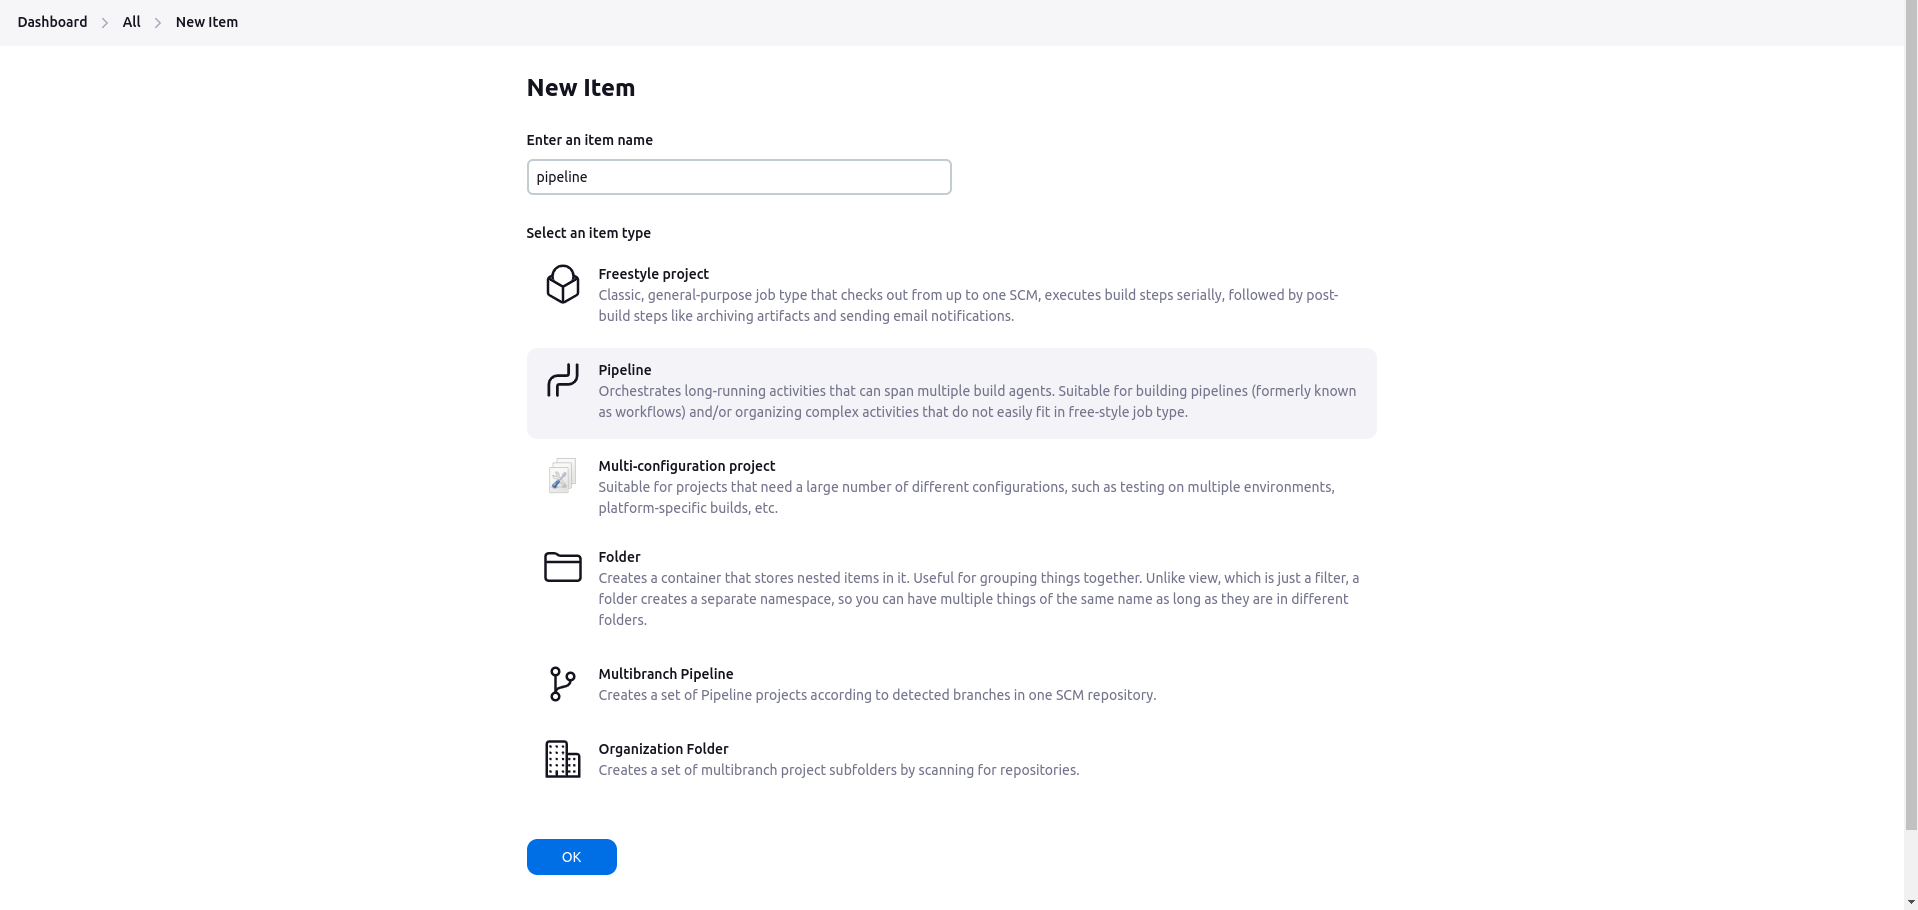 Dashboard > All > New Item
New Item
Enter an item name
pipeline
Select an item type
Freestyle project
Classic, general-purpose job type that checks out from up to one SCM, executes build steps serially, followed by post-
build steps like archiving artifacts and sending email notifications.
Pipeline
Orchestrates long-running activities that can span multiple build agents. Suitable for building pipelines (formerly known
as workflows) and/or organizing complex activities that do not easily fit in free-style job type.
Multi-configuration project
Suitable for projects that need a large number of different configurations, such as testing on multiple environments,
platform-specific builds, etc.
Folder
Creates a container that stores nested items in it. Useful for grouping things together. Unlike view, which is just a filter, a
folder creates a separate namespace, so you can have multiple things of the same name as long as they are in different
folders.
Multibranch Pipeline
Creates a set of Pipeline projects according to detected branches in one SCM repository.
Organization Folder
Creates a set of multibranch project subfolders by scanning for repositories.
OK